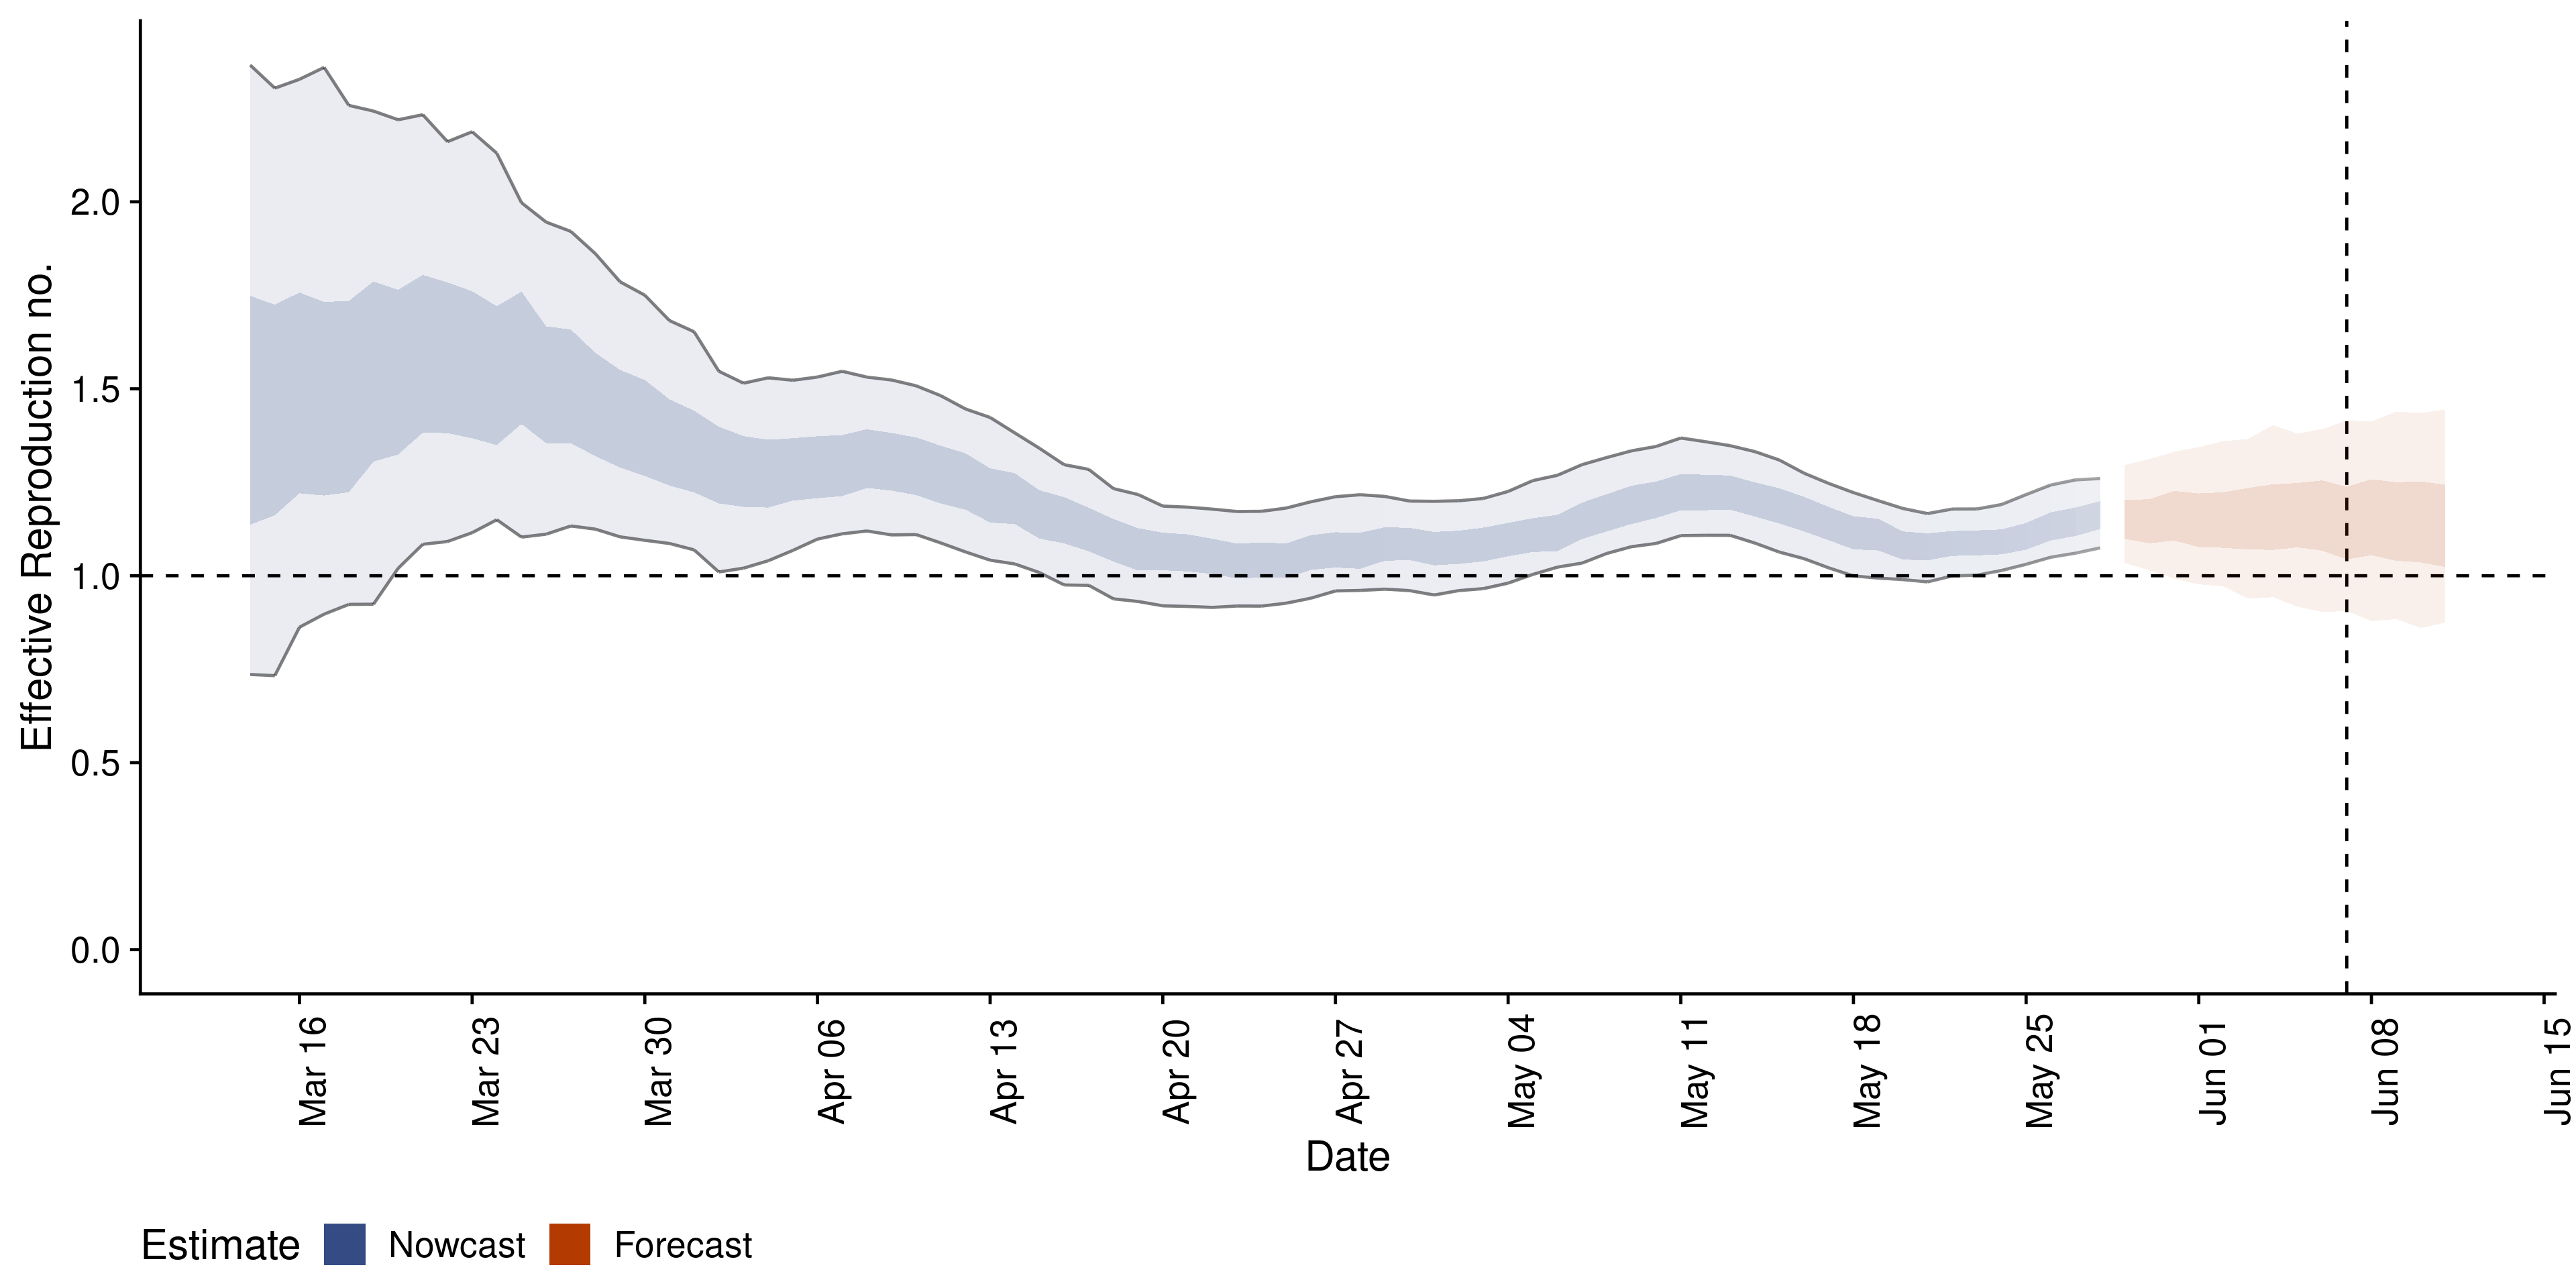 Effective Reproduction no.
2.0
1.5
1.0
0.5
0.0
Mar 16
Mar 23
Mar 30
Apr 06
Apr 13
Apr 20
Apr 27
May 04
May 11
May 18
May 25
Jun 01
Jun 08
Jun 15
Date
Estimate Nowcast Forecast